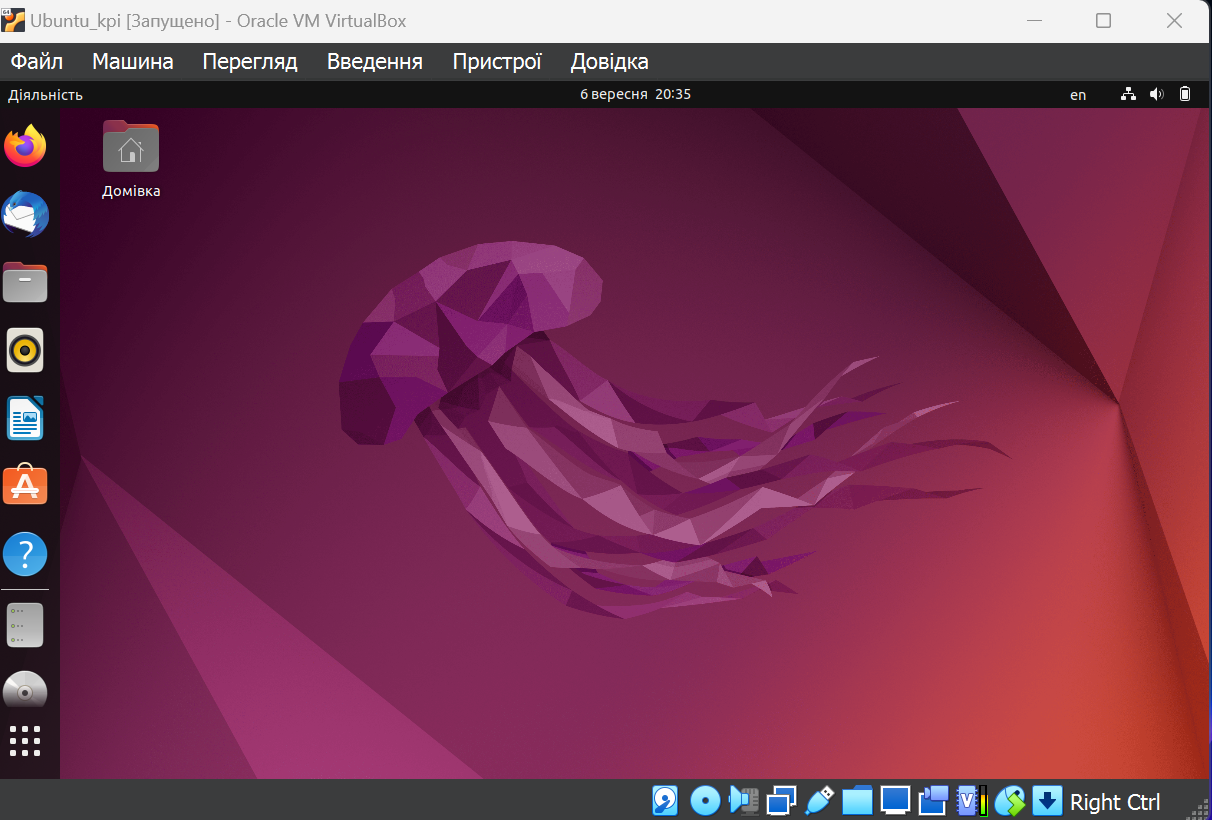 Ubuntu_kpi [Запущено] - Oracle VM VirtualBox
Файл Машина Перегляд Введення Пристрої Довідка
Діяльність 6 вересня 20:35 en
Домівка
Right Ctrl